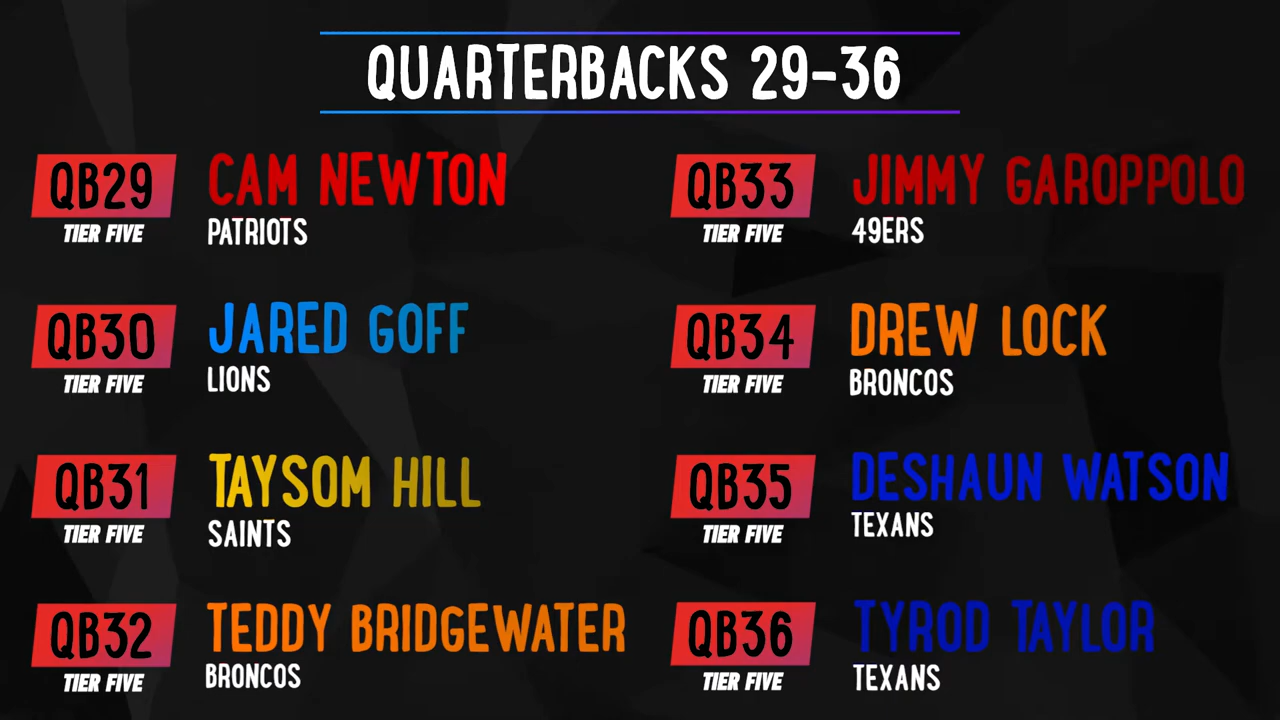 QUARTERBACKS 29-36
QB29 CAM NEWTON
TIER FIVE PATRIOTS
QB30 JARED GOFF
TIER FIVE LIONS
QB31 TAYSOM HILL
TIER FIVE SAINTS
QB32 TEDDY BRIDGEWATER
TIER FIVE BRONCOS
QB33 JIMMY GAROPPOLO
TIER FIVE 49ERS
QB34 DREW LOCK
TIER FIVE BRONCOS
QB35 DESHAUN WATSON
TIER FIVE TEXANS
QB36 TYROD TAYLOR
TIER FIVE TEXANS